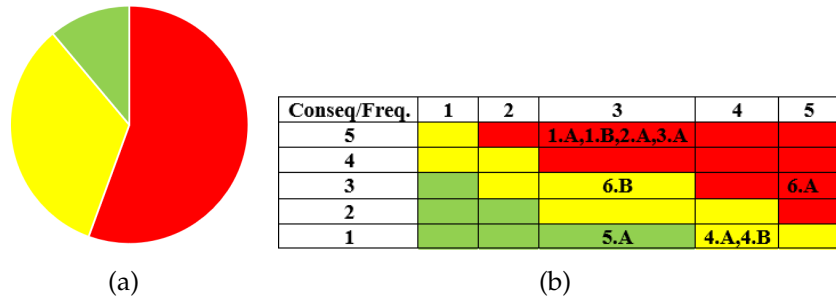 Conseq/Freq. 1 2 3 4 5
5 1.A,1.B,2.A,3.A
4
3 6.B 6.A
2
1 5.A 4.A,4.B
(a) (b)